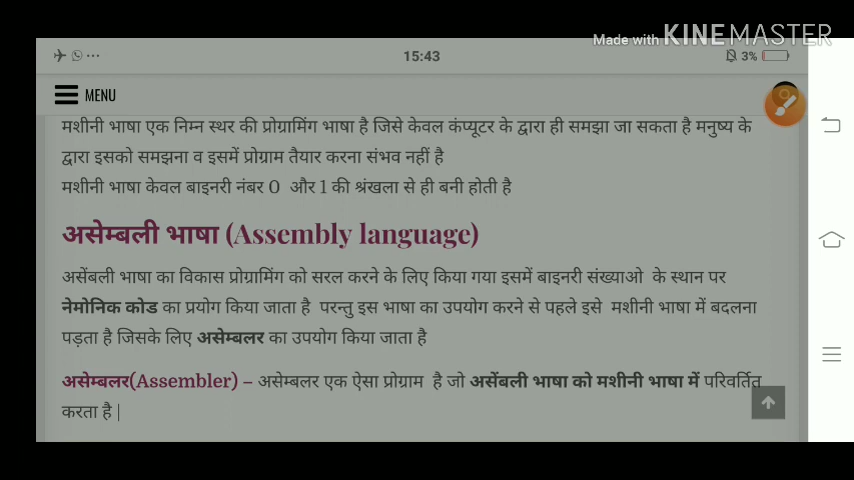 Made with KINEMASTER
15:43
3%
MENU
मशीनी भाषा एक निम्न स्थर की प्रोग्रामिंग भाषा है जिसे केवल कंप्यूटर के द्वारा ही समझा जा सकता है मनुष्य के
द्वारा इसको समझना व इसमें प्रोग्राम तैयार करना संभव नहीं है
मशीनी भाषा केवल बाइनरी नंबर 0 और 1 की श्रंखला से ही बनी होती है
असेम्बली भाषा (Assembly language)
असेंबली भाषा का विकास प्रोग्रामिंग को सरल करने के लिए किया गया इसमें बाइनरी संख्याओ के स्थान पर
नेमोनिक कोड का प्रयोग किया जाता है परन्तु इस भाषा का उपयोग करने से पहले इसे मशीनी भाषा में बदलना
पड़ता है जिसके लिए असेम्बलर का उपयोग किया जाता है
असेम्बलर(Assembler) – असेम्बलर एक ऐसा प्रोग्राम है जो असेंबली भाषा को मशीनी भाषा में परिवर्तित
करता है |